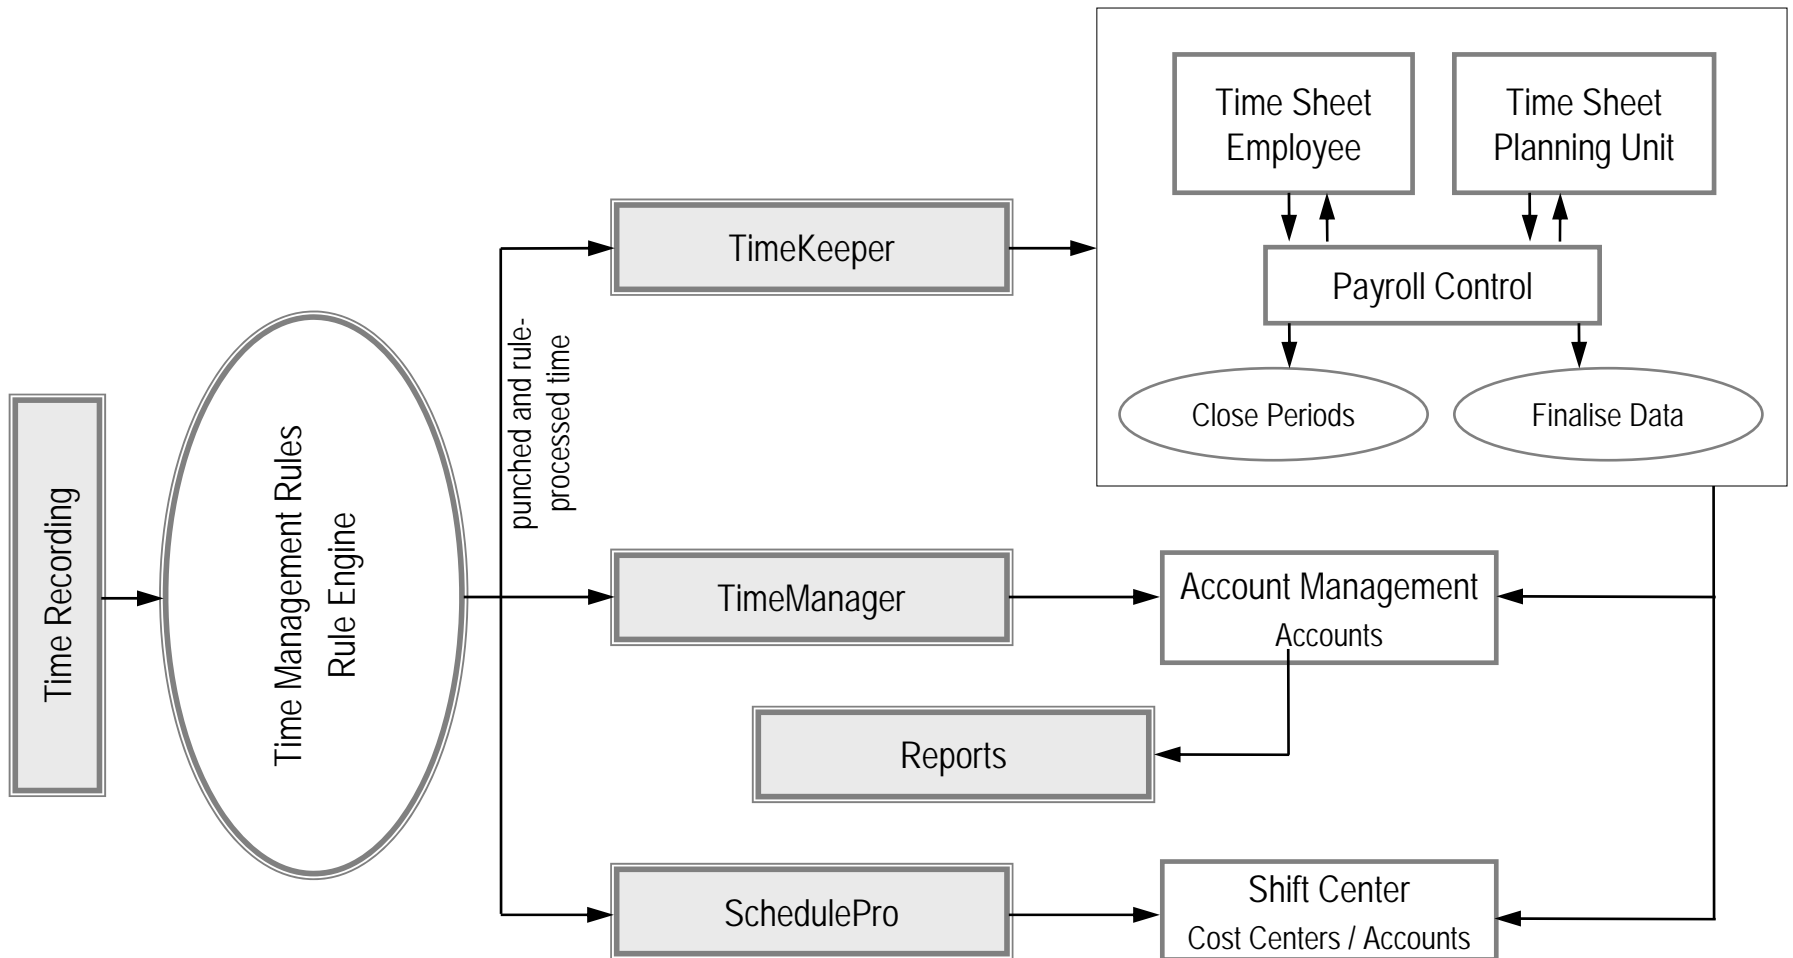 Time Recording
Time Management Rules
Rule Engine
punched and rule-
processed time
TimeKeeper
Time Sheet
Employee
Time Sheet
Planning Unit
Payroll Control
Close Periods
Finalise Data
TimeManager
Account Management
Accounts
Reports
SchedulePro
Shift Center
Cost Centers / Accounts